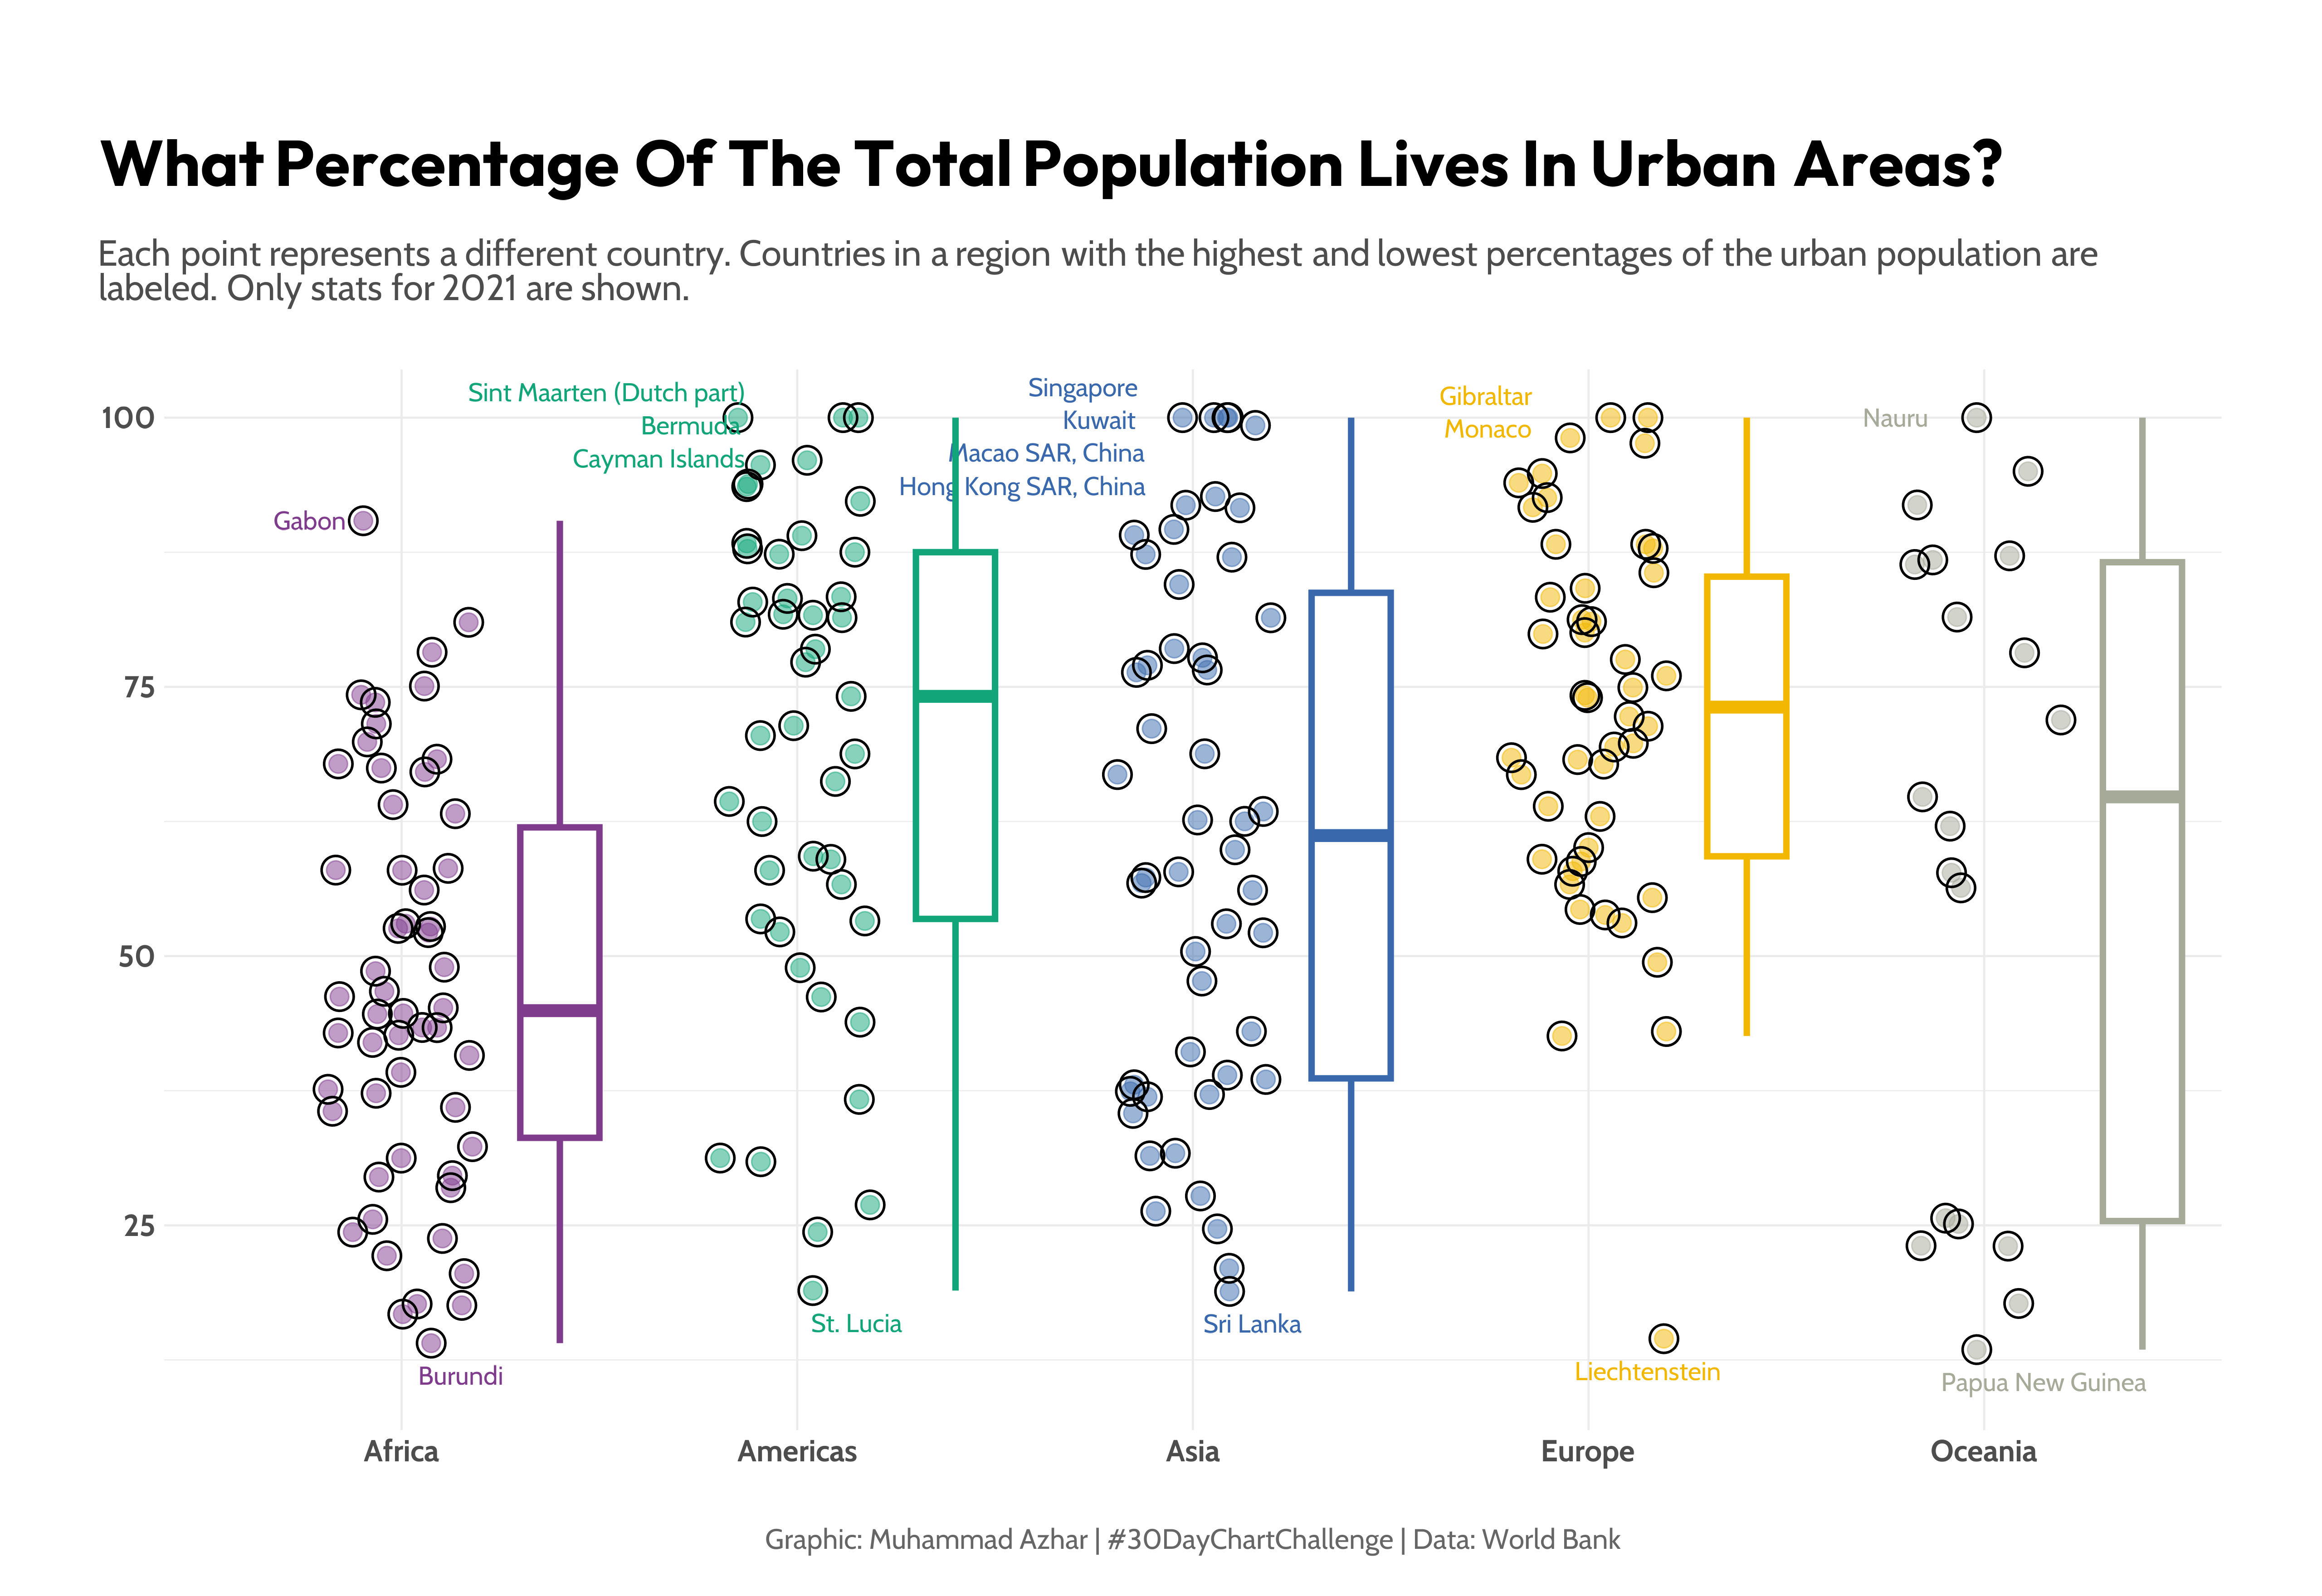 What Percentage Of The Total Population Lives In Urban Areas?
Each point represents a different country. Countries in a region with the highest and lowest percentages of the urban population are
labeled. Only stats for 2021 are shown.
100
75
50
25
Gabon
Burundi
Sint Maarten (Dutch part)
Bermuda
Cayman Islands
St. Lucia
Singapore
Kuwait
Macao SAR, China
Hong Kong SAR, China
Sri Lanka
Gibraltar
Monaco
Liechtenstein
Nauru
Papua New Guinea
Africa
Americas
Asia
Europe
Oceania
Graphic: Muhammad Azhar | #30DayChartChallenge | Data: World Bank